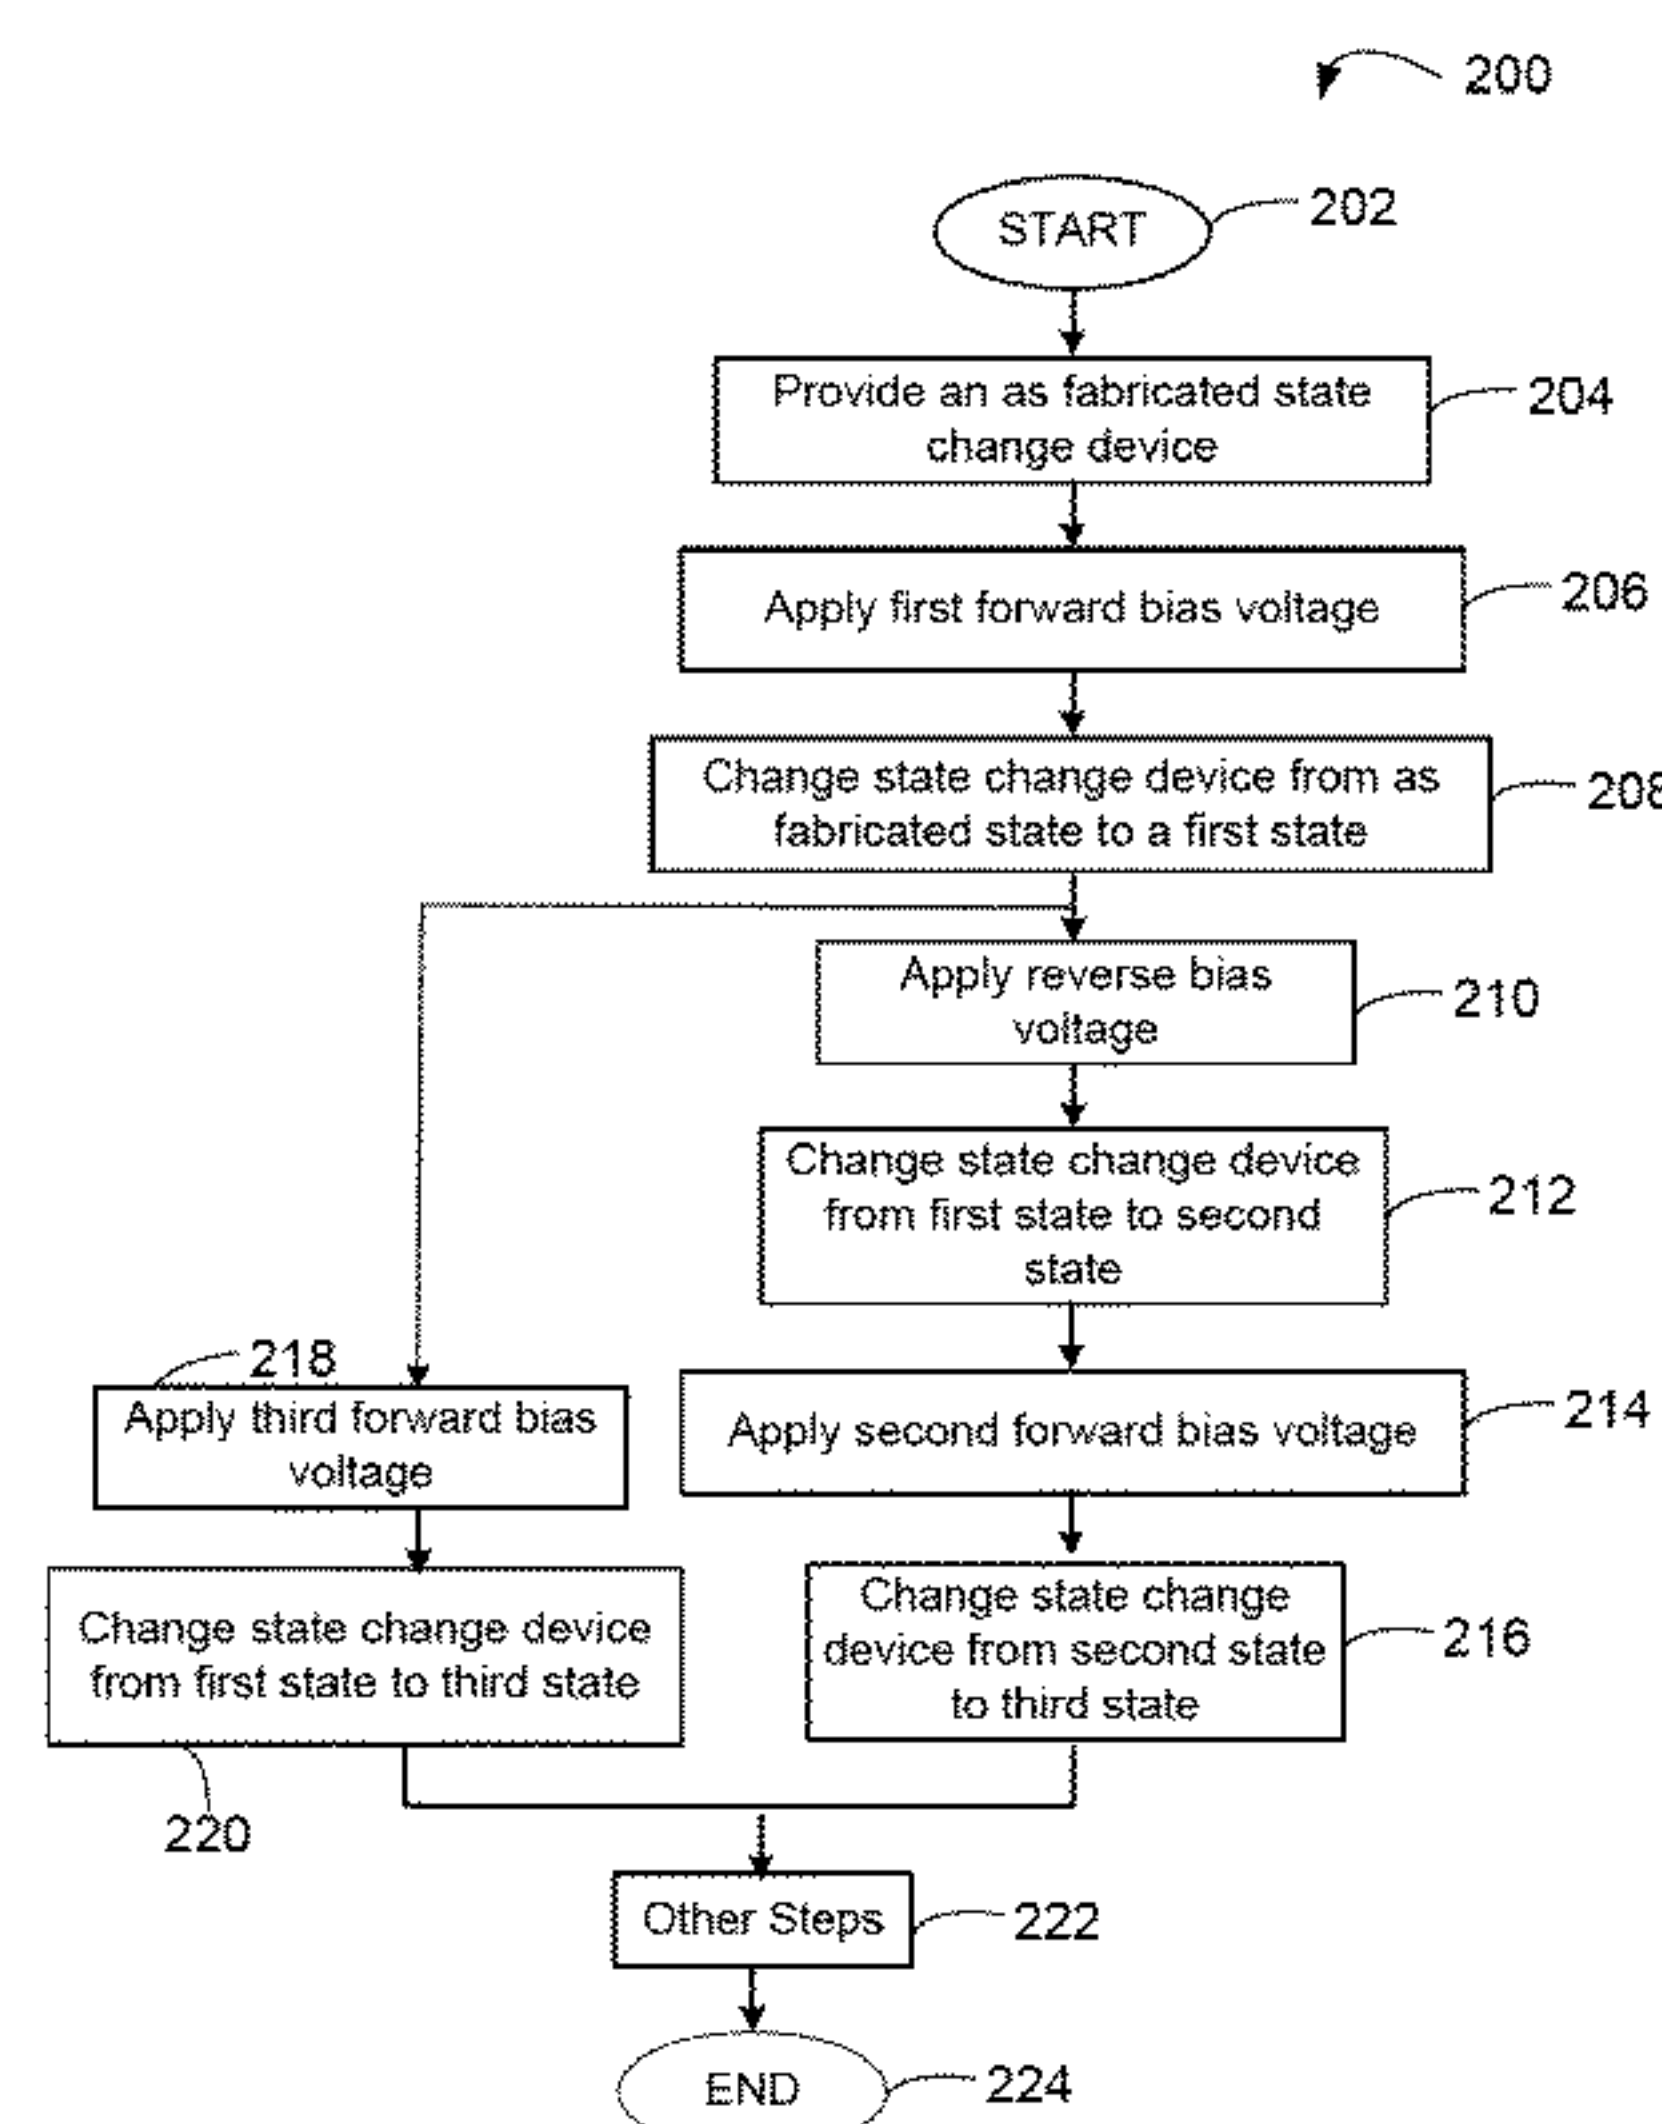 200
START
202
Provide an as fabricated state
change device
204
Apply first forward bias voltage
206
Change state change device from as
fabricated state to a first state
208
Apply reverse bias
voltage
210
Change state change device
from first state to second
state
212
218
Apply third forward bias
voltage
Apply second forward bias voltage
214
Change state change device
from first state to third state
220
Change state change
device from second state
to third state
216
Other Steps
222
END
224